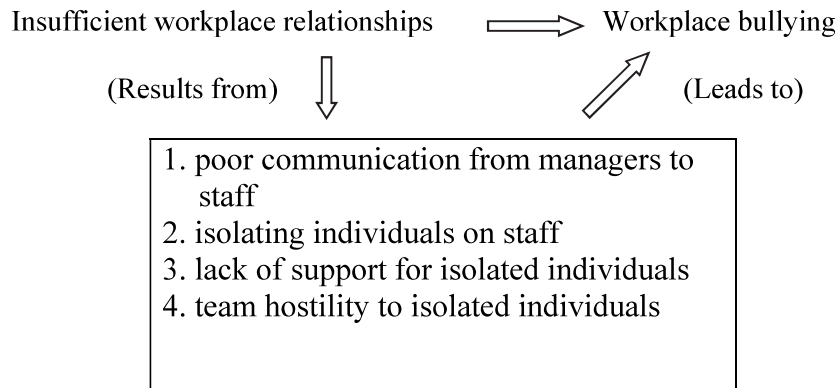 Insufficient workplace relationships
Workplace bullying
(Results from)
(Leads to)
1. poor communication from managers to
staff
2. isolating individuals on staff
3. lack of support for isolated individuals
4. team hostility to isolated individuals